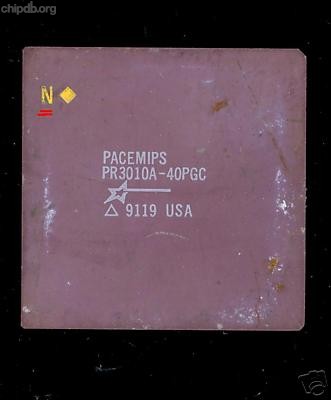 chipdb.org
N
PACEMIPS
PR3010A-40PGC
9119 USA